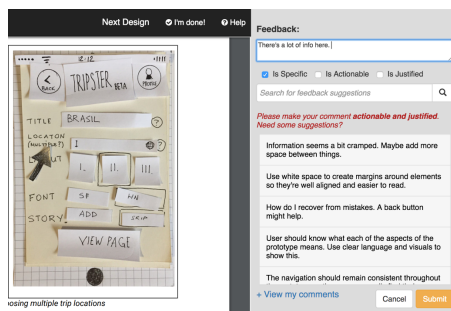 Next Design
I'm done!
Help
12:12
BACK
TRIPSTER BETA
PROFILE
TITLE
BRASIL
?
LOCATON
(MULTIPLE?)
I
I.
II.
III.
FONT
SP
HN
STORY
ADD
SKIP
VIEW PAGE
osing multiple trip locations
Feedback:
There's a lot of info here.
Is Specific
Is Actionable
Is Justified
Search for feedback suggestions
Please make your comment actionable and justified.
Need some suggestions?
Information seems a bit cramped. Maybe add more
space between things.
Use white space to create margins around elements
so they're well aligned and easier to read.
How do I recover from mistakes. A back button
might help.
User should know what each of the aspects of the
prototype means. Use clear language and visuals to
show this.
The navigation should remain consistent throughout
+ View my comments
Cancel
Submit